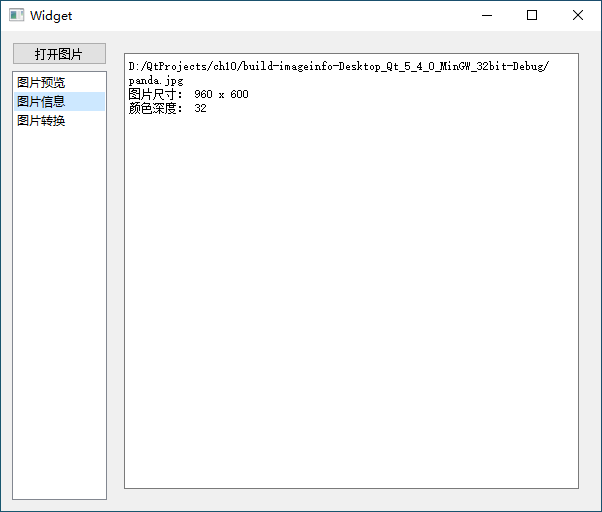 Widget
打开图片
图片预览
图片信息
图片转换
D:/QtProjects/ch10/build-imageinfo-Desktop_Qt_5_4_0_MinGW_32bit-Debug/
panda.jpg
图片尺寸： 960 x 600
颜色深度： 32